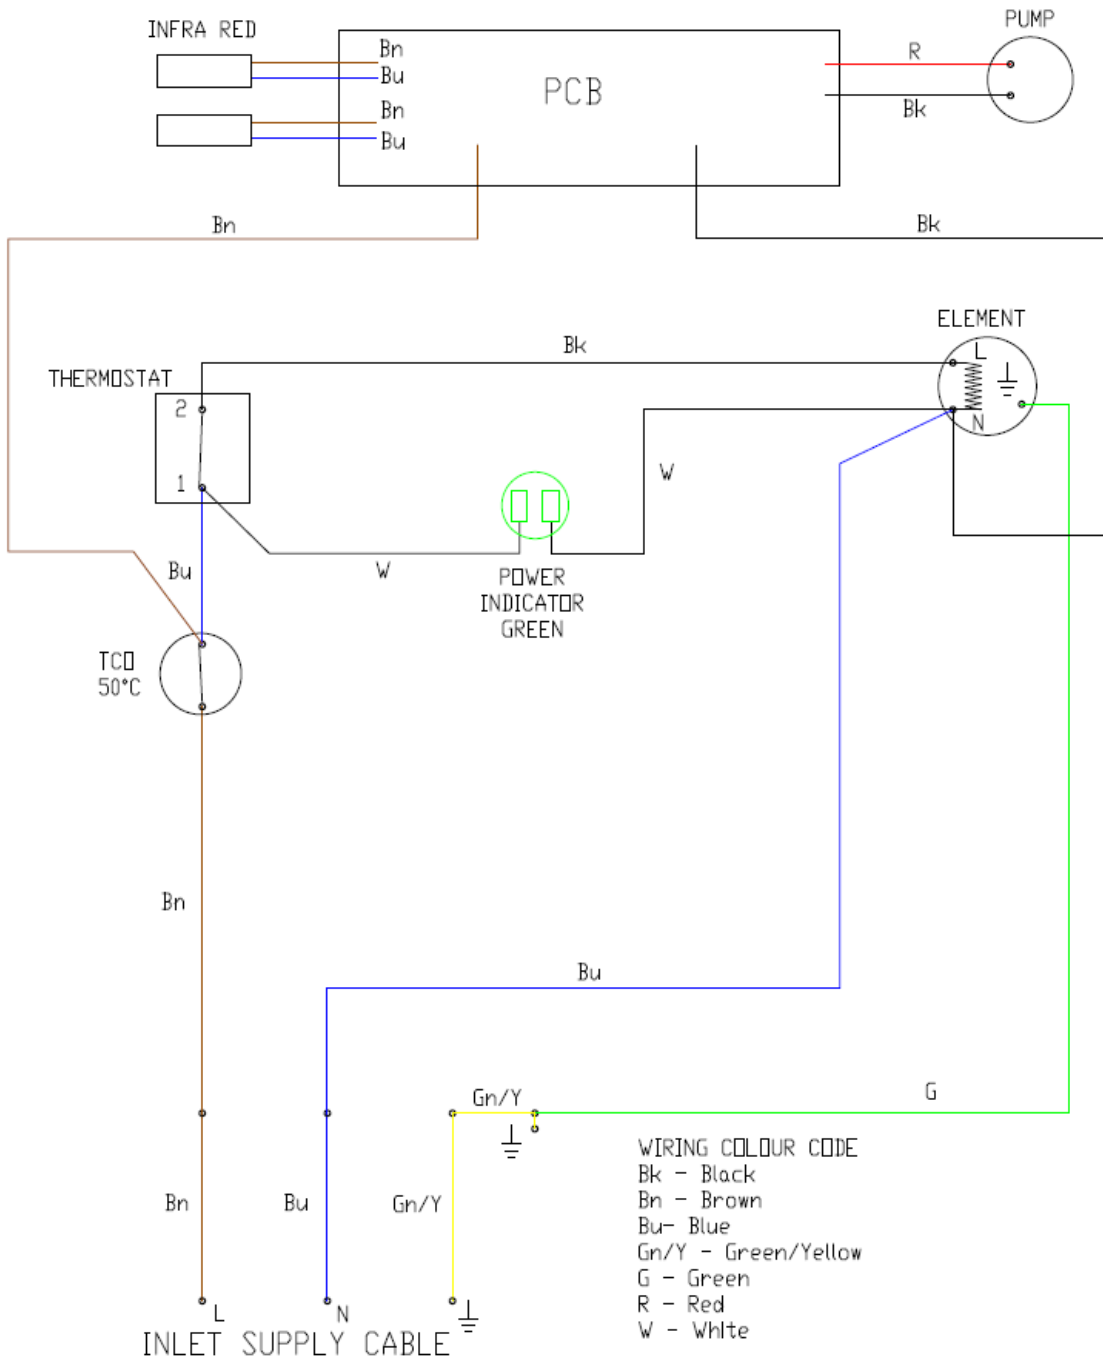 INFRA RED
PUMP
Bn
Bu
PCB
R
Bn
Bk
Bu
Bn
Bk
ELEMENT
Bk
L
THERMOSTAT
2
N
1
W
Bu
W
POWER
INDICATOR
GREEN
TCO
50°C
Bn
Bu
Gn/Y
G
WIRING COLOUR CODE
Bk - Black
Bn - Brown
Bu- Blue
Gn/Y - Green/Yellow
G - Green
R - Red
W - White
Bn
Bu
Gn/Y
L
N
INLET SUPPLY CABLE